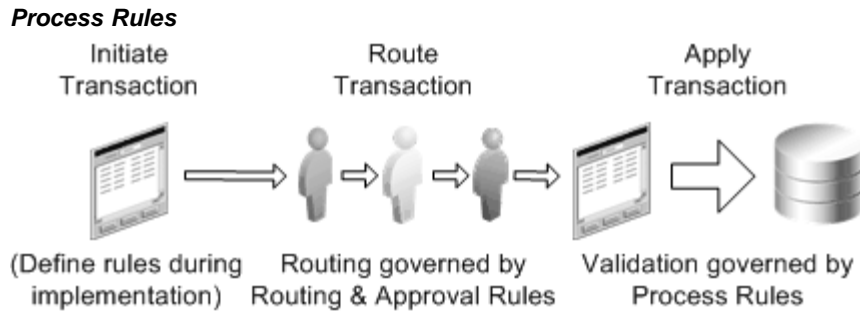 Process Rules
Initiate
Transaction
Route
Transaction
Apply
Transaction
(Define rules during
implementation)
Routing governed by
Routing & Approval Rules
Validation governed by
Process Rules